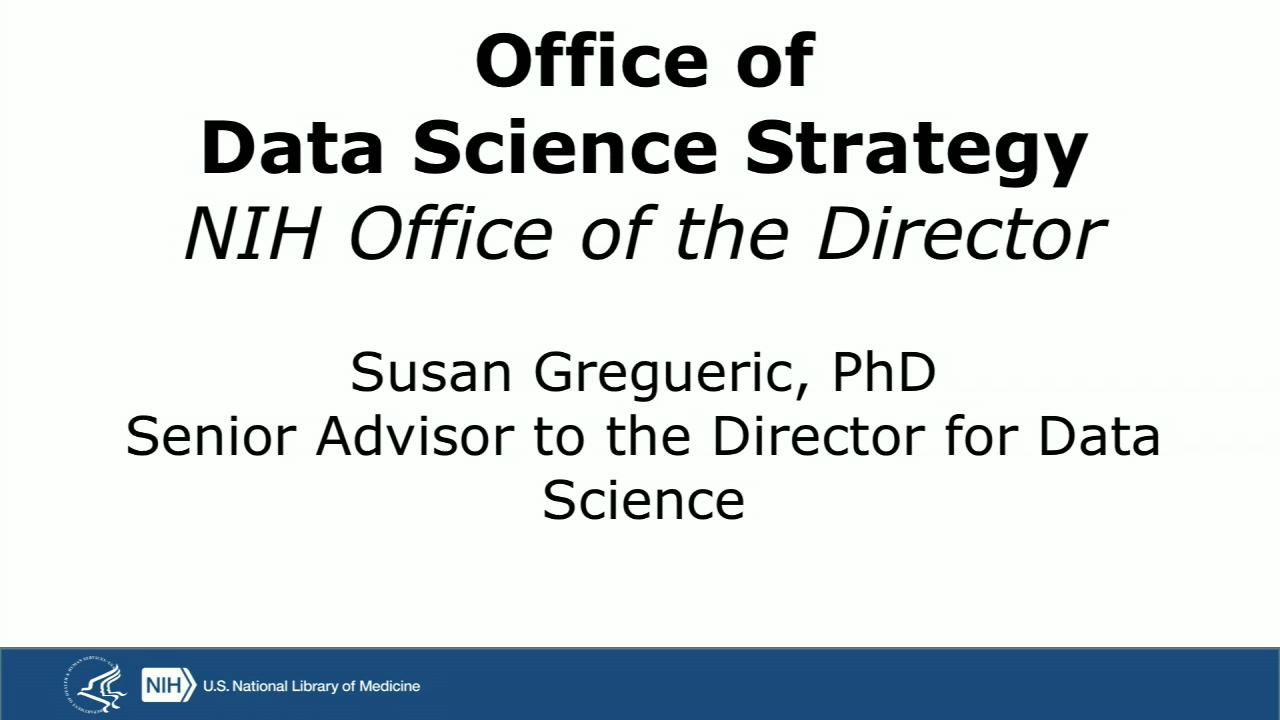 Office of
Data Science Strategy
NIH Office of the Director
Susan Gregueric, PhD
Senior Advisor to the Director for Data
Science
NIH U.S. National Library of Medicine